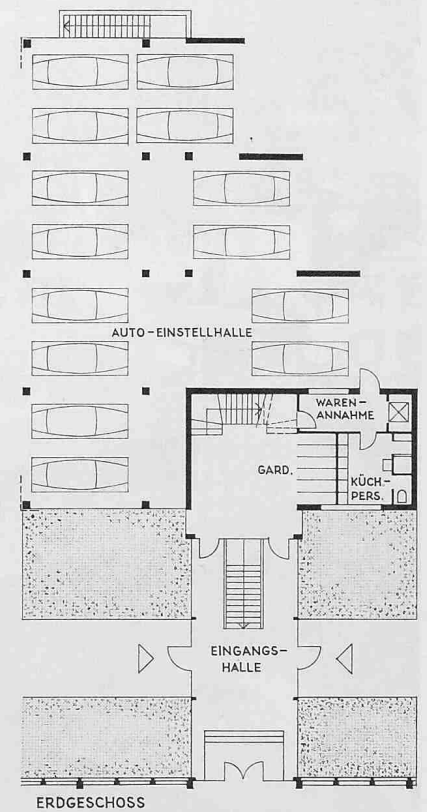 AUTO-EINSTELLHALLE
WAREN-
ANNAHME
GARD.
KÜCH.-
PERS.
EINGANGS-
HALLE
ERDGESCHOSS